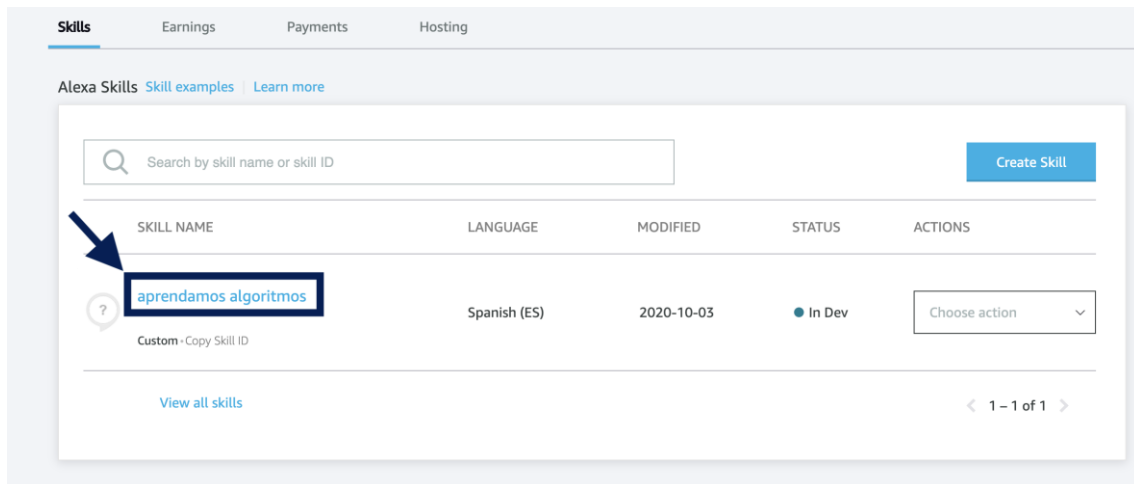 Skills Earnings Payments Hosting
Alexa Skills Skill examples Learn more
Search by skill name or skill ID
Create Skill
SKILL NAME LANGUAGE MODIFIED STATUS ACTIONS
? aprendamos algoritmos Spanish (ES) 2020-10-03 In Dev Choose action
Custom · Copy Skill ID
View all skills 1 – 1 of 1